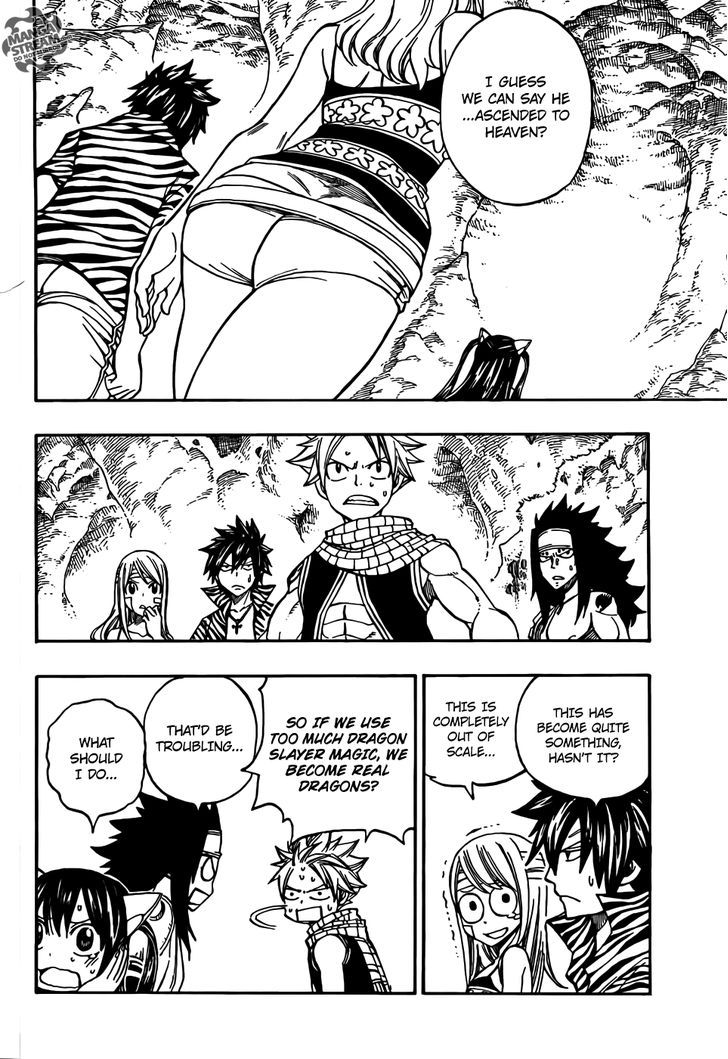 MANGA
STREAM
I GUESS
WE CAN SAY HE
...ASCENDED TO
HEAVEN?
THIS HAS
BECOME QUITE
SOMETHING,
HASN'T IT?
THIS IS
COMPLETELY
OUT OF
SCALE...
SO IF WE USE
TOO MUCH DRAGON
SLAYER MAGIC, WE
BECOME REAL
DRAGONS?
THAT'D BE
TROUBLING...
WHAT
SHOULD
I DO...